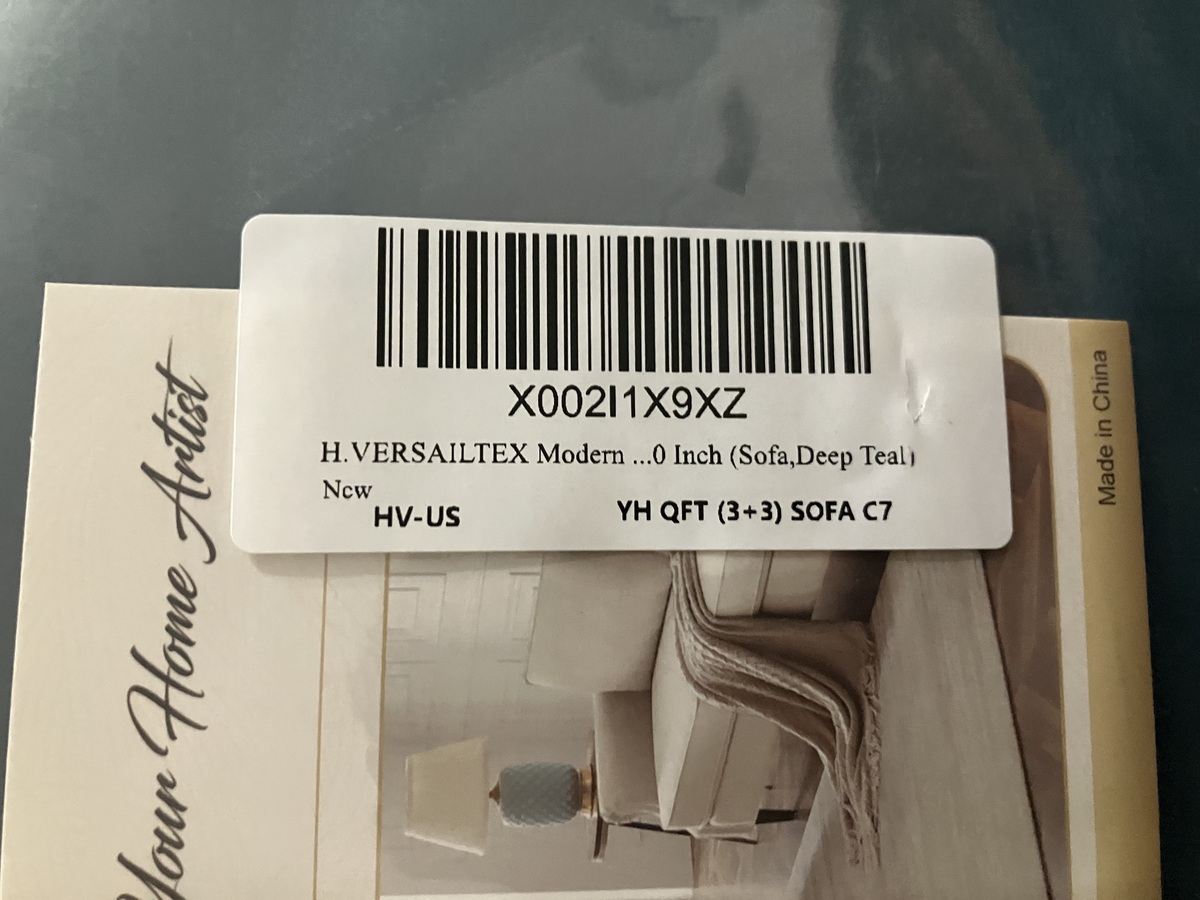 X002I1X9XZ
H.VERSAILTEX Modern ...0 Inch (Sofa,Deep Teal)
New
HV-US YH QFT (3+3) SOFA C7
Your Home Artist
Made in China